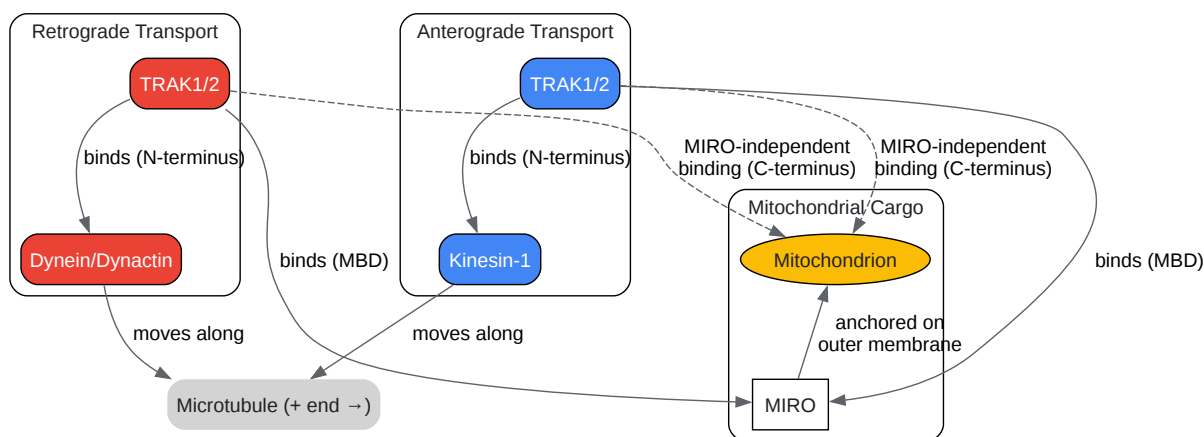 Retrograde Transport
Anterograde Transport
TRAK1/2
TRAK1/2
binds (N-terminus)
binds (N-terminus)
MIRO-independent
binding (C-terminus)
MIRO-independent
binding (C-terminus)
Mitochondrial Cargo
Dynein/Dynactin
Kinesin-1
Mitochondrion
binds (MBD)
binds (MBD)
moves along
moves along
anchored on
outer membrane
Microtubule (+ end →)
MIRO